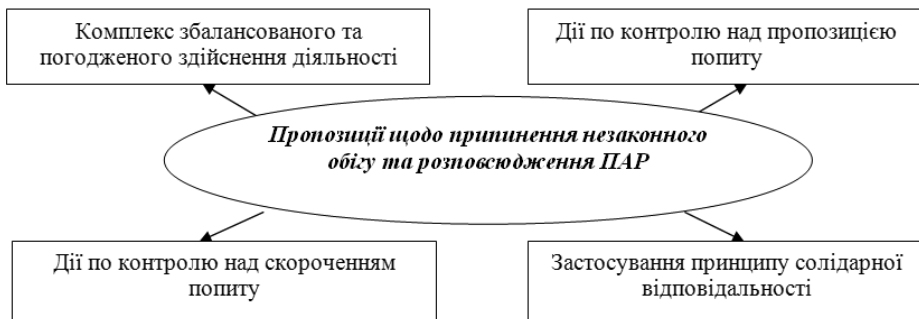 Комплекс збалансованого та
погодженого здійснення діяльності
Дії по контролю над пропозицією
попиту
Пропозиції щодо припинення незаконного
обігу та розповсюдження ПАР
Дії по контролю над скороченням
попиту
Застосування принципу солідарної
відповідальності